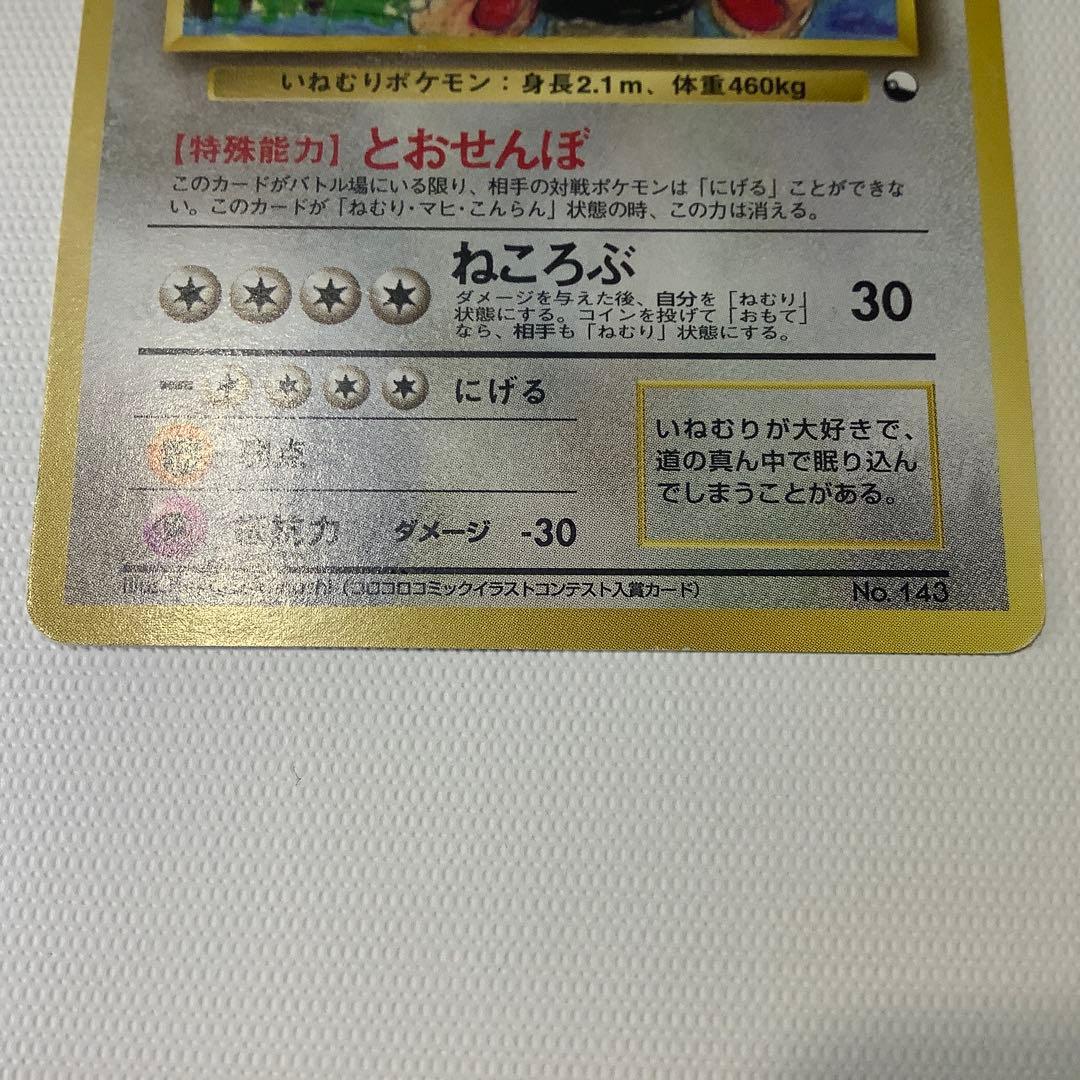 いねむりポケモン：身長2.1m、体重460kg
【特殊能力】とおせんぼ
このカードがバトル場にいる限り、相手の対戦ポケモンは「にげる」ことができな
い。このカードが「ねむり・マヒ・こんらん」状態の時、この力は消える。
ねころぶ
ダメージを与えた後、自分を「ねむり」
状態にする。コインを投げて「おもて」
なら、相手も「ねむり」状態にする。
30
にげる
弱点
抵抗力 ダメージ -30
いねむりが大好きで、
道の真ん中で眠り込ん
でしまうことがある。
（コロコロコミックイラストコンテスト入賞カード）
No. 143